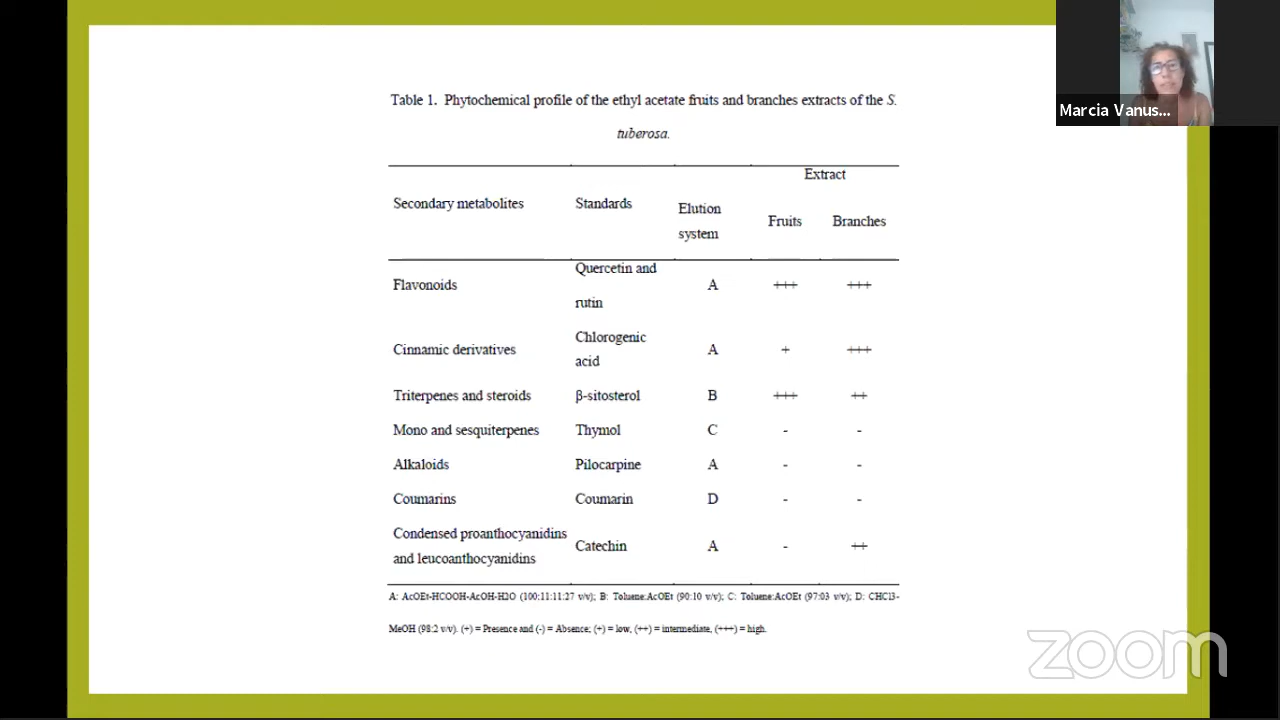 Marcia Vanus...
Table 1. Phytochemical profile of the ethyl acetate fruits and branches extracts of the S.
tuberosa.
Extract
Secondary metabolites Standards Elution system Fruits Branches
Flavonoids Quercetin and rutin A +++ +++
Cinnamic derivatives Chlorogenic acid A + +++
Triterpenes and steroids β-sitosterol B +++ ++
Mono and sesquiterpenes Thymol C - -
Alkaloids Pilocarpine A - -
Coumarins Coumarin D - -
Condensed proanthocyanidins and leucoanthocyanidins Catechin A - ++
A: AcOEt-HCOOH-AcOH-H2O (100:11:11:27 v/v); B: Toluene:AcOEt (90:10 v/v); C: Toluene:AcOEt (97:03 v/v); D: CHCl3-
MeOH (98:2 v/v). (+) = Presence and (-) = Absence; (+) = low, (++) = intermediate, (+++) = high.
zoom